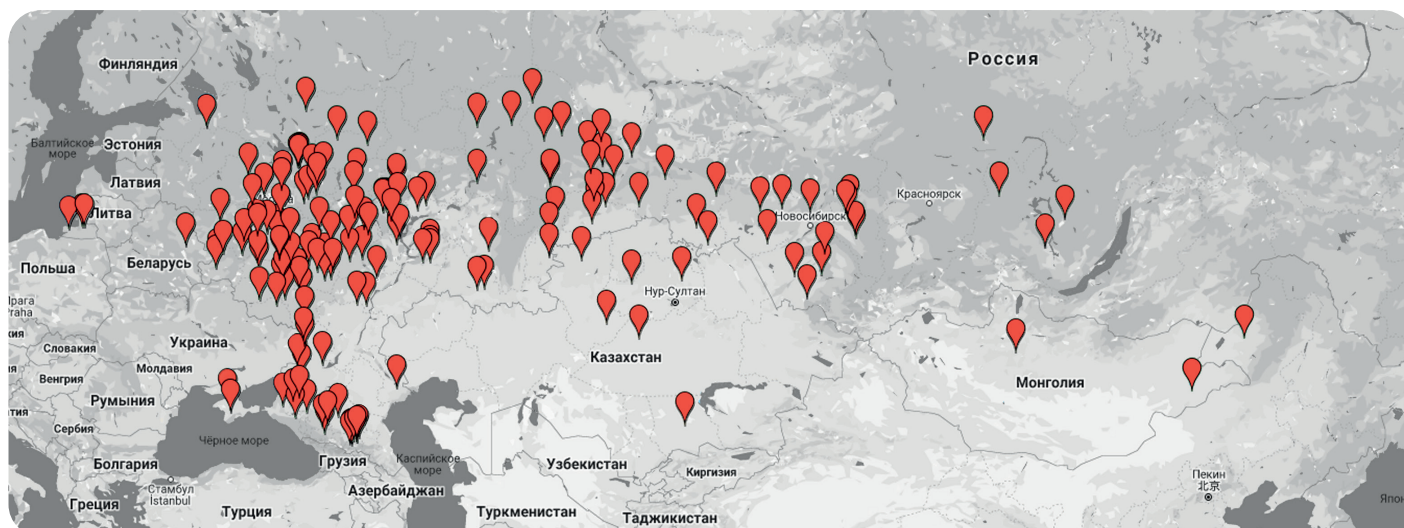 Россия
Финляндия
Эстония
Балтийское
море
Латвия
Литва
Красноярск
Новосибирск
Беларусь
Польша
Нур-Султан
Praha
Украина
Словакия
Казахстан
Молдавия
Венгрия
Монголия
Румыния
Сербия
Чёрное море
Болгария
Грузия
Каспийское
море
Узбекистан
Киргизия
Пекин
北京
Стамбул
İstanbul
Азербайджан
Греция
Турция
Туркменистан
Таджикистан